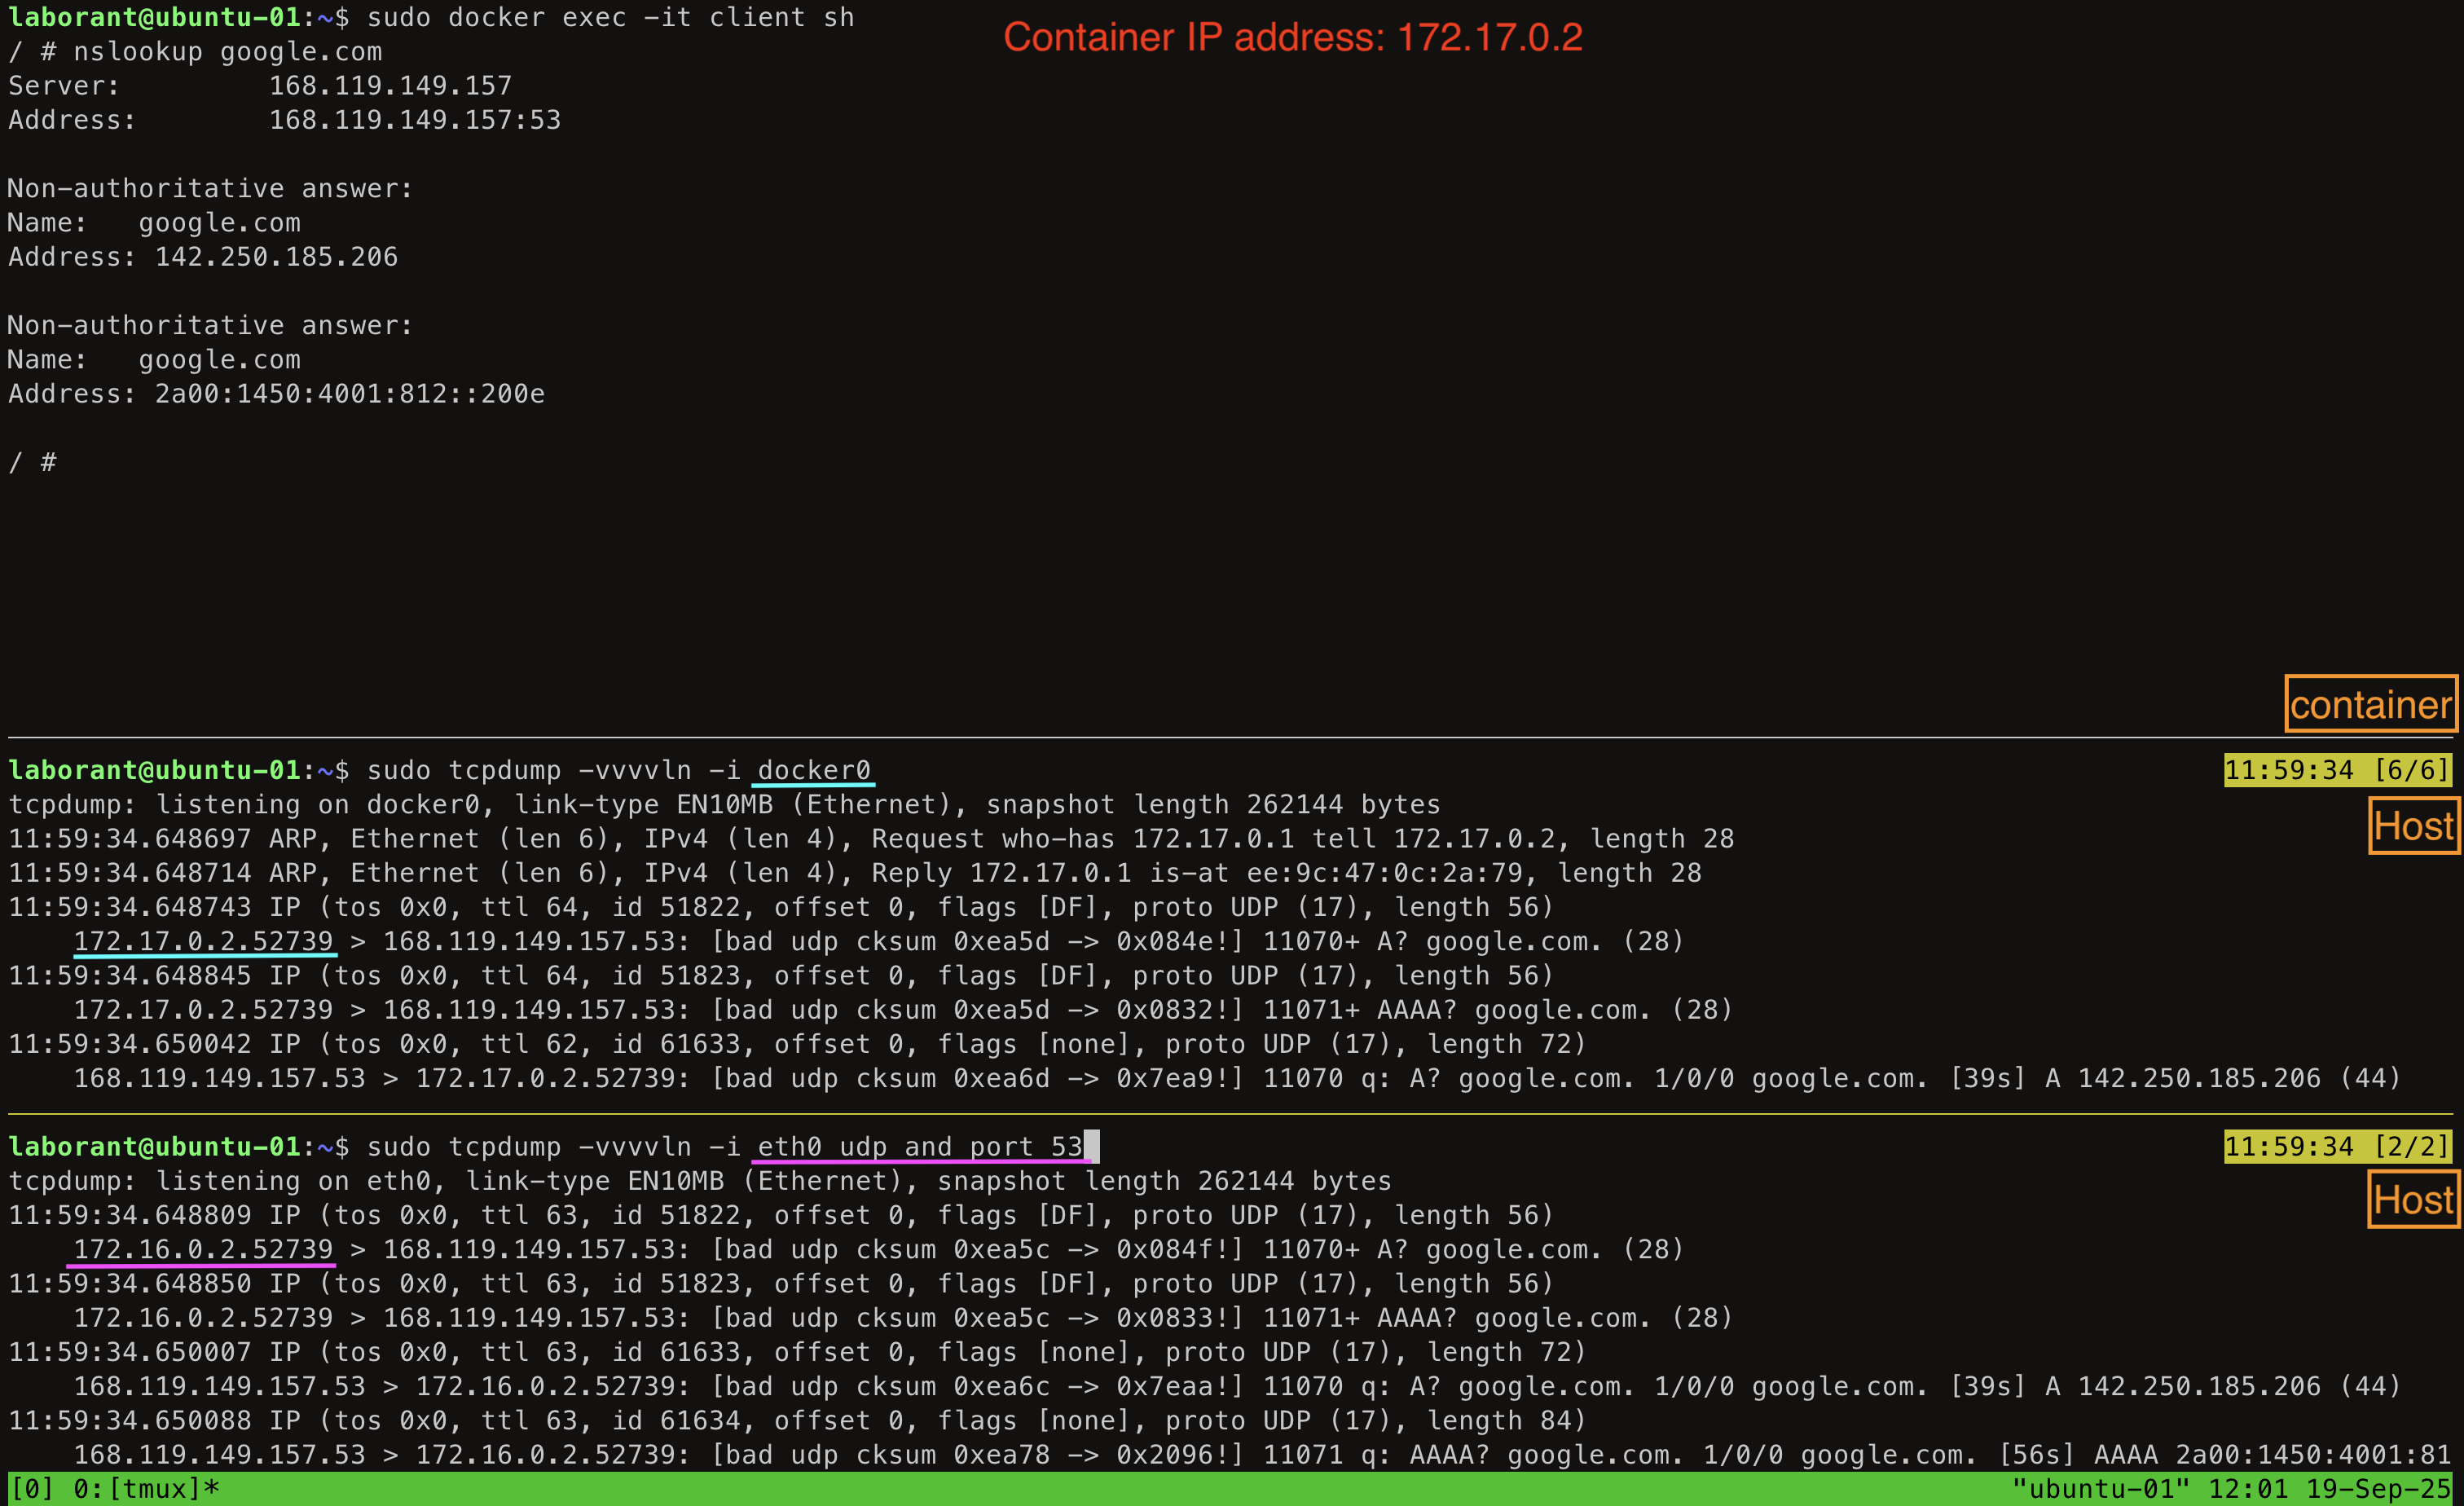 laborant@ubuntu-01:~$ sudo docker exec -it client sh
Container IP address: 172.17.0.2
/ # nslookup google.com
Server:         168.119.149.157
Address:        168.119.149.157:53
Non-authoritative answer:
Name:   google.com
Address: 142.250.185.206
Non-authoritative answer:
Name:   google.com
Address: 2a00:1450:4001:812::200e
/ #
container
laborant@ubuntu-01:~$ sudo tcpdump -vvvvln -i docker0
11:59:34 [6/6]
tcpdump: listening on docker0, link-type EN10MB (Ethernet), snapshot length 262144 bytes
Host
11:59:34.648697 ARP, Ethernet (len 6), IPv4 (len 4), Request who-has 172.17.0.1 tell 172.17.0.2, length 28
11:59:34.648714 ARP, Ethernet (len 6), IPv4 (len 4), Reply 172.17.0.1 is-at ee:9c:47:0c:2a:79, length 28
11:59:34.648743 IP (tos 0x0, ttl 64, id 51822, offset 0, flags [DF], proto UDP (17), length 56)
    172.17.0.2.52739 > 168.119.149.157.53: [bad udp cksum 0xea5d -> 0x084e!] 11070+ A? google.com. (28)
11:59:34.648845 IP (tos 0x0, ttl 64, id 51823, offset 0, flags [DF], proto UDP (17), length 56)
    172.17.0.2.52739 > 168.119.149.157.53: [bad udp cksum 0xea5d -> 0x0832!] 11071+ AAAA? google.com. (28)
11:59:34.650042 IP (tos 0x0, ttl 62, id 61633, offset 0, flags [none], proto UDP (17), length 72)
    168.119.149.157.53 > 172.17.0.2.52739: [bad udp cksum 0xea6d -> 0x7ea9!] 11070 q: A? google.com. 1/0/0 google.com. [39s] A 142.250.185.206 (44)
laborant@ubuntu-01:~$ sudo tcpdump -vvvvln -i eth0 udp and port 53
11:59:34 [2/2]
tcpdump: listening on eth0, link-type EN10MB (Ethernet), snapshot length 262144 bytes
Host
11:59:34.648809 IP (tos 0x0, ttl 63, id 51822, offset 0, flags [DF], proto UDP (17), length 56)
    172.16.0.2.52739 > 168.119.149.157.53: [bad udp cksum 0xea5c -> 0x084f!] 11070+ A? google.com. (28)
11:59:34.648850 IP (tos 0x0, ttl 63, id 51823, offset 0, flags [DF], proto UDP (17), length 56)
    172.16.0.2.52739 > 168.119.149.157.53: [bad udp cksum 0xea5c -> 0x0833!] 11071+ AAAA? google.com. (28)
11:59:34.650007 IP (tos 0x0, ttl 63, id 61633, offset 0, flags [none], proto UDP (17), length 72)
    168.119.149.157.53 > 172.16.0.2.52739: [bad udp cksum 0xea6c -> 0x7eaa!] 11070 q: A? google.com. 1/0/0 google.com. [39s] A 142.250.185.206 (44)
11:59:34.650088 IP (tos 0x0, ttl 63, id 61634, offset 0, flags [none], proto UDP (17), length 84)
    168.119.149.157.53 > 172.16.0.2.52739: [bad udp cksum 0xea78 -> 0x2096!] 11071 q: AAAA? google.com. 1/0/0 google.com. [56s] AAAA 2a00:1450:4001:81
[0] 0:[tmux]*
"ubuntu-01" 12:01 19-Sep-25